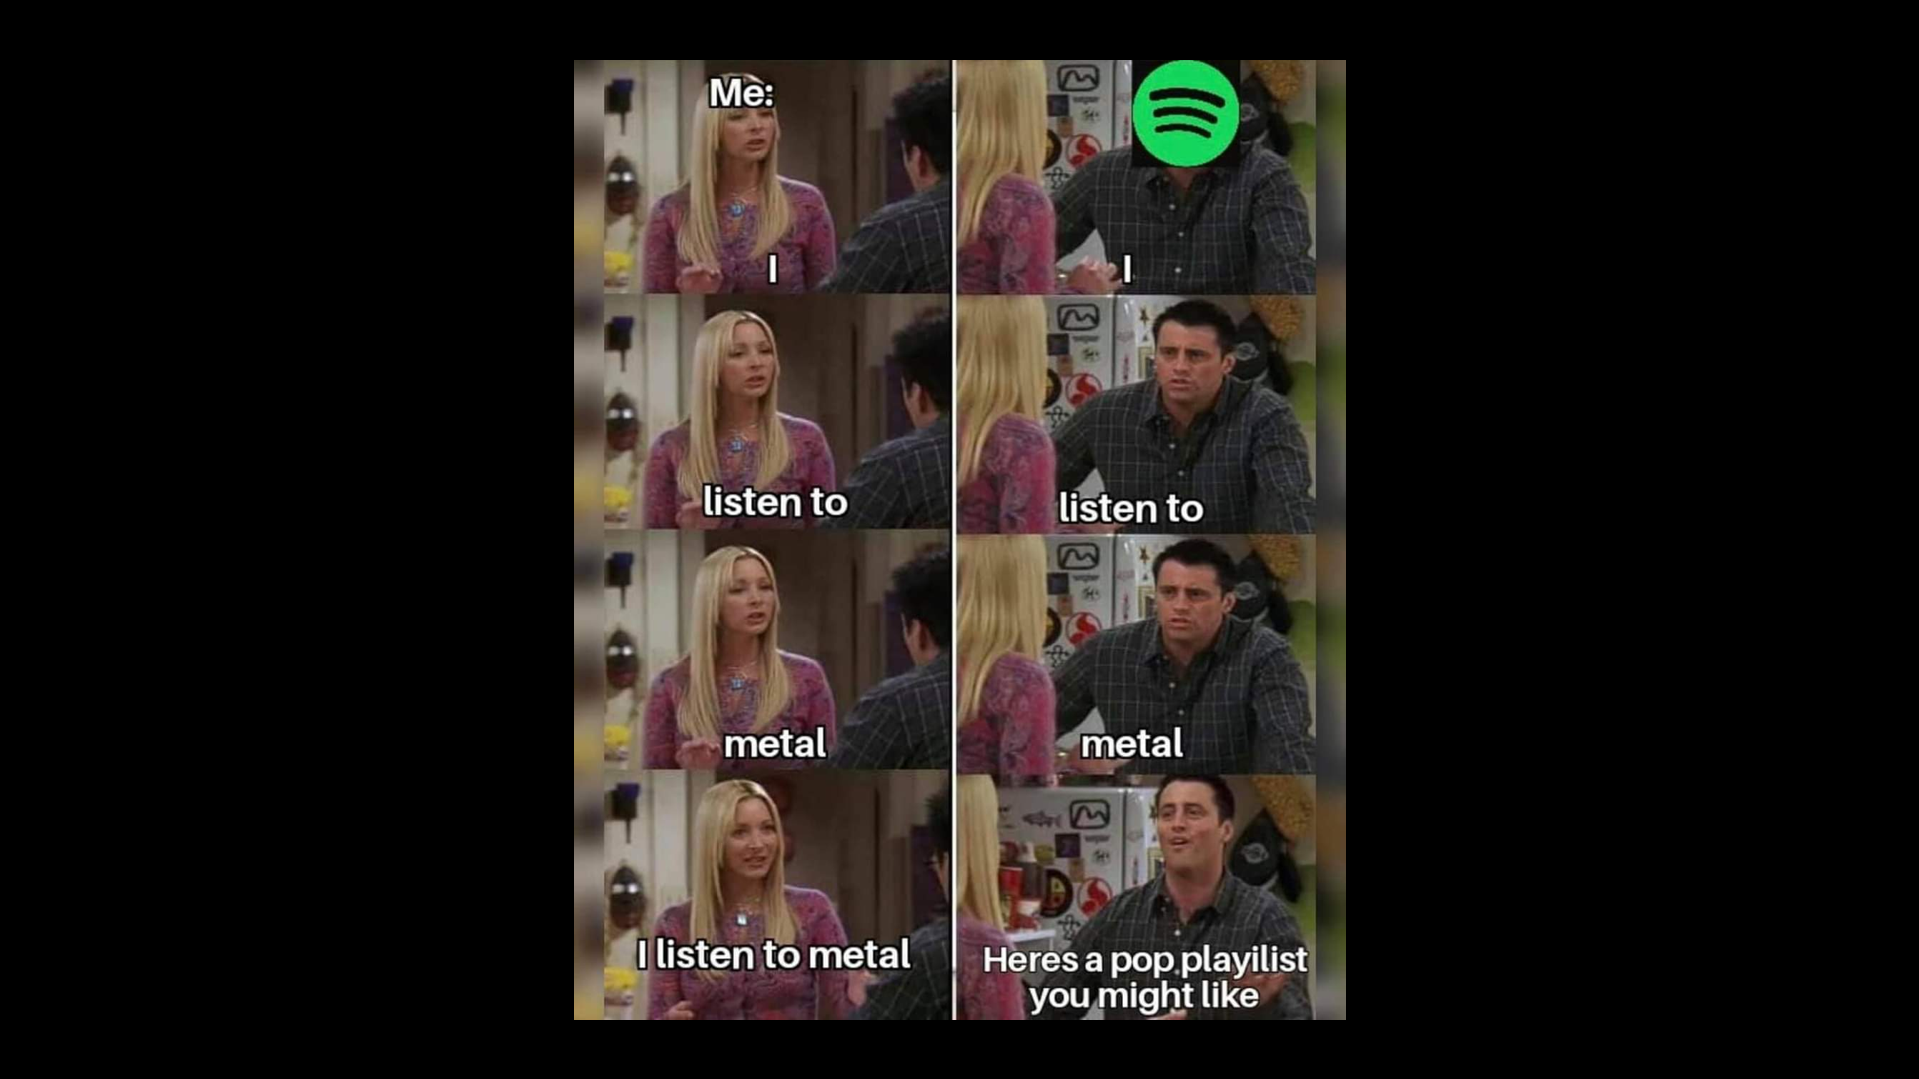 Me:
I
I
listen to
listen to
metal
metal
I listen to metal
Heres a pop playilist
you might like